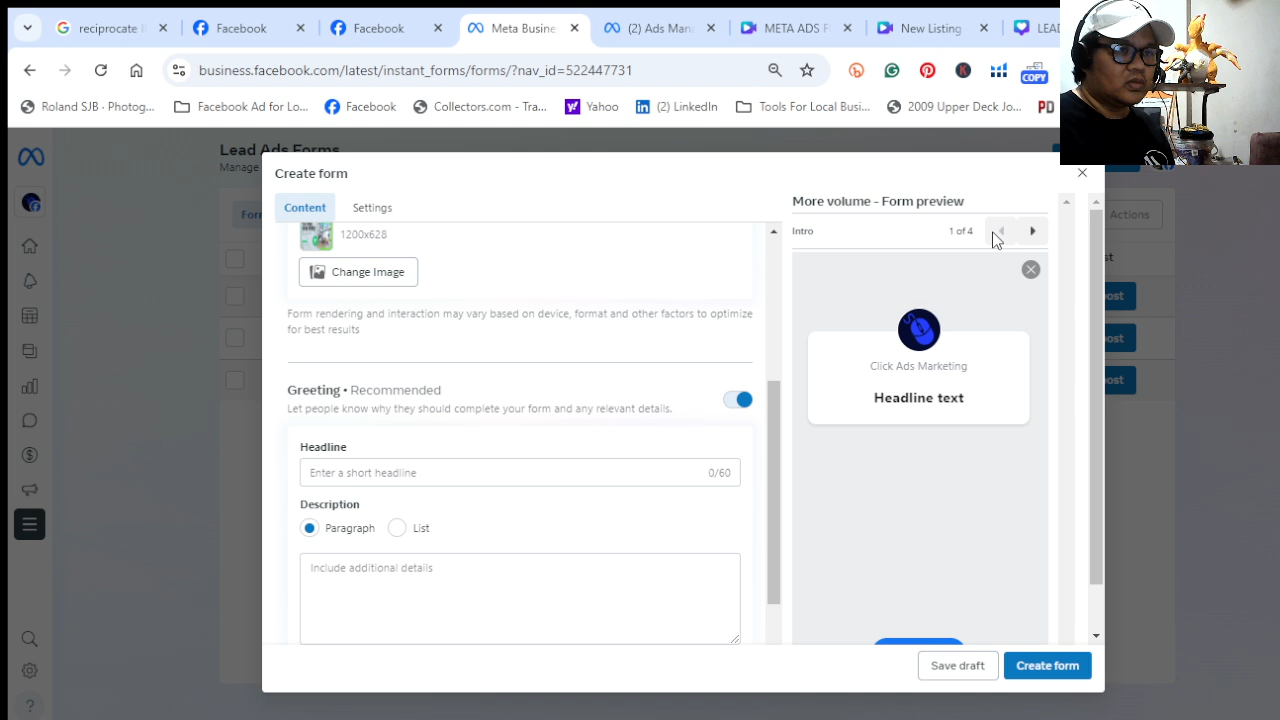 reciprocate
Facebook
Facebook
Meta Busine
(2) Ads Man
META ADS F
New Listing
LEAD
business.facebook.com/latest/instant_forms/forms/?nav_id=522447731
COPY
Roland SJB · Photog...
Facebook Ad for Lo...
Facebook
Collectors.com - Tra...
Yahoo
(2) LinkedIn
Tools For Local Busi...
2009 Upper Deck Jo...
PD
Lead Ads Forms
Manage
Create form
Content
Settings
More volume - Form preview
Form
Actions
1200x628
Intro
1 of 4
Change Image
Form rendering and interaction may vary based on device, format and other factors to optimize
for best results
Click Ads Marketing
Headline text
Greeting • Recommended
Let people know why they should complete your form and any relevant details.
Headline
Enter a short headline
0/60
Description
Paragraph
List
Include additional details
Save draft
Create form
?